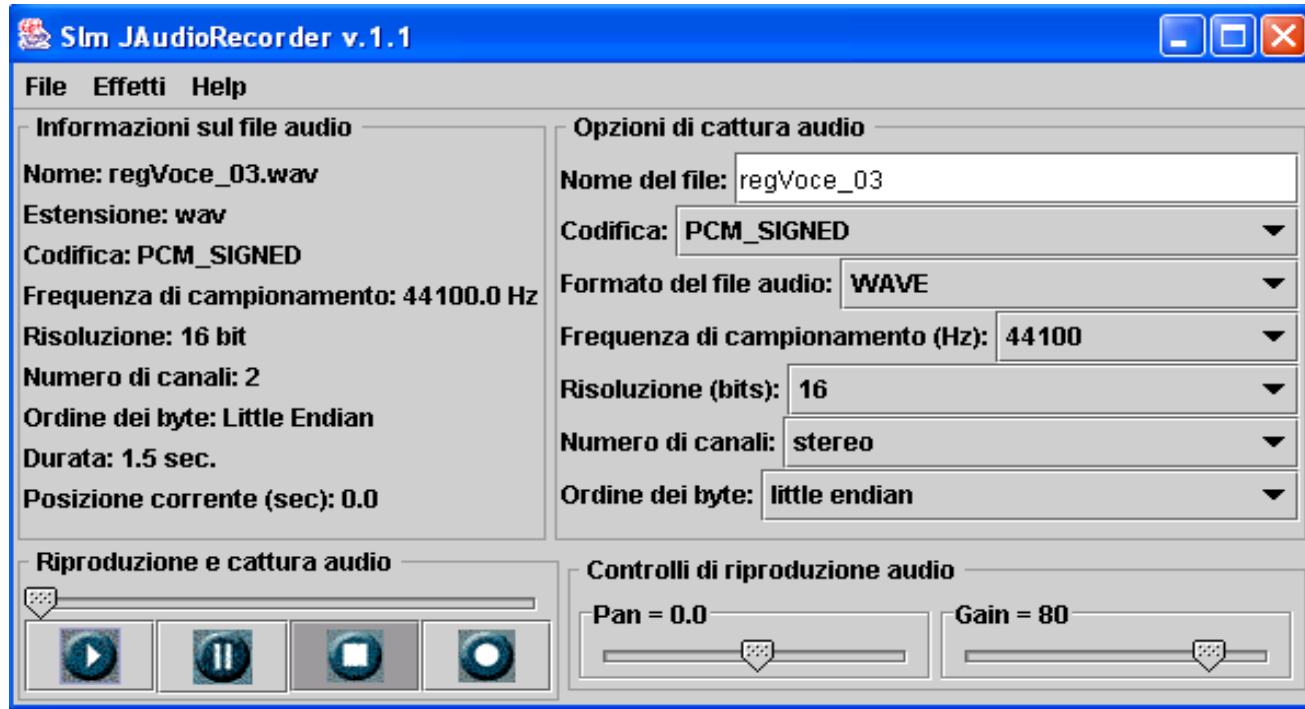 Slm JAudioRecorder v.1.1
File Effetti Help
Informazioni sul file audio
Nome: regVoce_03.wav
Estensione: wav
Codifica: PCM_SIGNED
Frequenza di campionamento: 44100.0 Hz
Risoluzione: 16 bit
Numero di canali: 2
Ordine dei byte: Little Endian
Durata: 1.5 sec.
Posizione corrente (sec): 0.0
Opzioni di cattura audio
Nome del file: regVoce_03
Codifica: PCM_SIGNED
Formato del file audio: WAVE
Frequenza di campionamento (Hz): 44100
Risoluzione (bits): 16
Numero di canali: stereo
Ordine dei byte: little endian
Riproduzione e cattura audio
Controlli di riproduzione audio
Pan = 0.0 Gain = 80